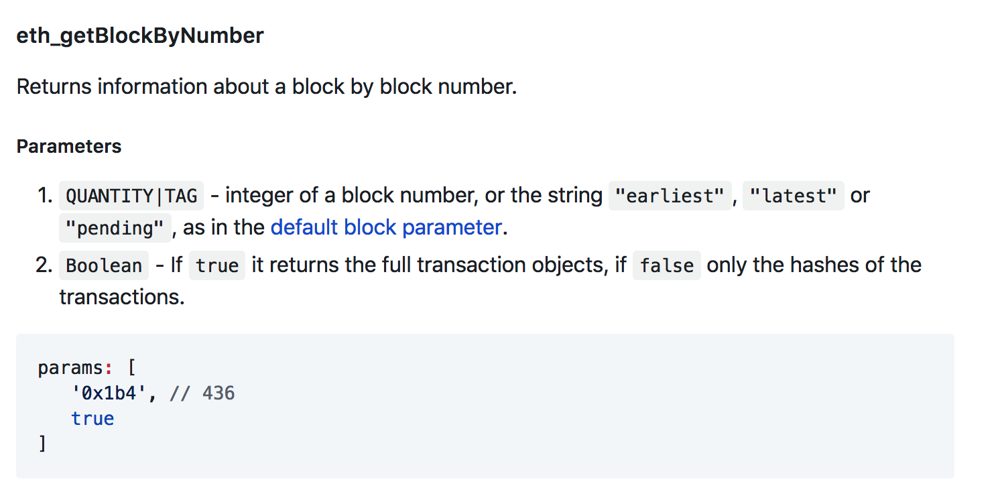 eth_getBlockByNumber
Returns information about a block by block number.
Parameters
1. QUANTITY|TAG - integer of a block number, or the string "earliest", "latest" or
"pending", as in the default block parameter.
2. Boolean - If true it returns the full transaction objects, if false only the hashes of the
transactions.
params: [
'0x1b4', // 436
true
]